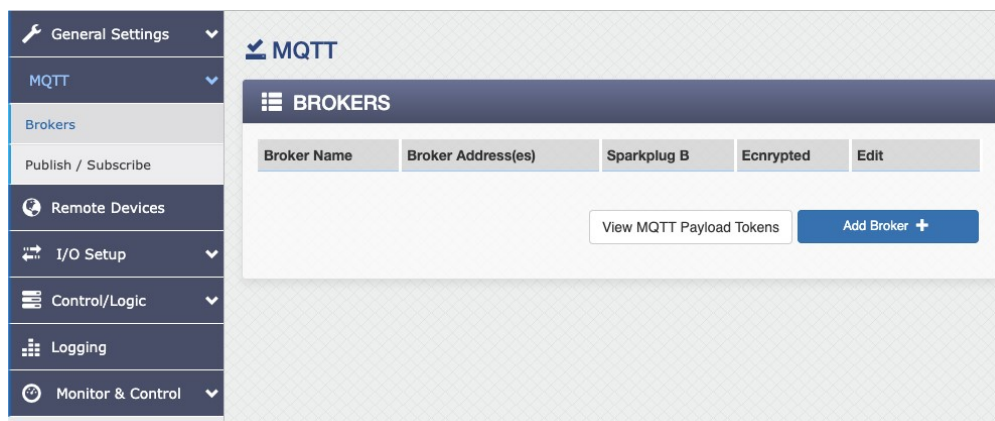 General Settings
MQTT
Brokers
Publish / Subscribe
Remote Devices
I/O Setup
Control/Logic
Logging
Monitor & Control
MQTT
BROKERS
Broker Name Broker Address(es) Sparkplug B Ecnrypted Edit
View MQTT Payload Tokens Add Broker +